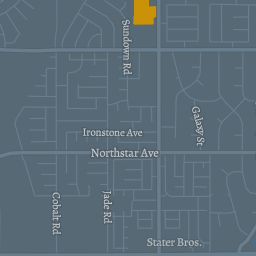 Sundown Rd
Galaxy St
Ironstone Ave
Northstar Ave
Cobalt Rd
Jade Rd
Stater Bros.